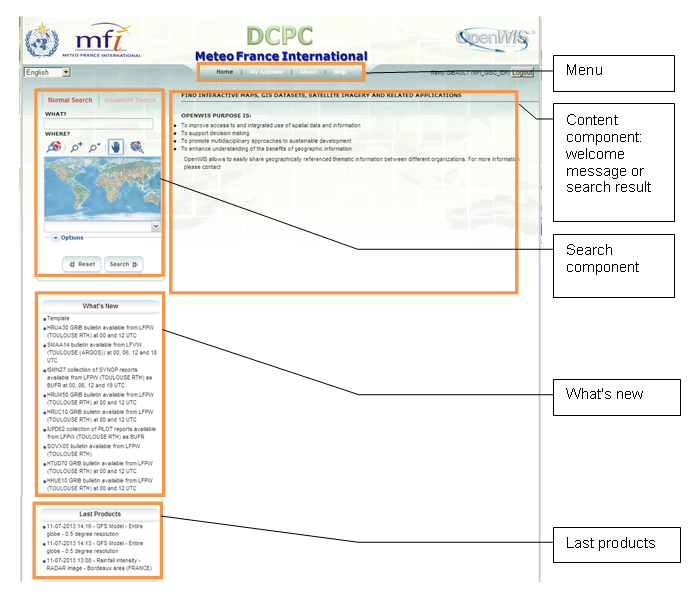 mfi
METEO FRANCE INTERNATIONAL
DCPC
Meteo France International
OpenWIS
English
Home | My Account | About | Help
Rémy GIBAULT (MFI_GISC_IDP) Logout
Menu
Normal Search | Advanced Search
WHAT?
WHERE?
Options
Reset
Search
FIND INTERACTIVE MAPS, GIS DATASETS, SATELLITE IMAGERY AND RELATED APPLICATIONS
OPENWIS PURPOSE IS:
To improve access to and integrated use of spatial data and information
To support decision making
To promote multidisciplinary approaches to sustainable development
To enhance understanding of the benefits of geographic information
OpenWIS allows to easily share geographically referenced thematic information between different organizations. For more information
please contact
Content
component:
welcome
message or
search result
Search
component
What's New
Template
HRUA30 GRIB bulletin available from LFPW
(TOULOUSE RTH) at 00 and 12 UTC
SMAA14 bulletin available from LFVW
(TOULOUSE (ARGOS)) at 00, 06, 12 and 18
UTC
ISMN27 collection of SYNOP reports
available from LFPW (TOULOUSE RTH) as
BUFR at 00, 06, 12 and 18 UTC
HRUM50 GRIB bulletin available from LFPW
(TOULOUSE RTH) at 00 and 12 UTC
HRUC10 GRIB bulletin available from LFPW
(TOULOUSE RTH) at 00 and 12 UTC
IUPD62 collection of PILOT reports available
from LFPW (TOULOUSE RTH) as BUFR
SOVX05 bulletin available from LFPW
(TOULOUSE RTH)
HTUD70 GRIB bulletin available from LFPW
(TOULOUSE RTH) at 00 and 12 UTC
HHUE10 GRIB bulletin available from LFPW
(TOULOUSE RTH) at 00 and 12 UTC
What's new
Last Products
11-07-2013 14:16 - GFS Model - Entire
globe - 0.5 degree resolution
11-07-2013 14:13 - GFS Model - Entire
globe - 0.5 degree resolution
11-07-2013 13:08 - Rainfall intensity -
RADAR image - Bordeaux area (FRANCE)
Last products